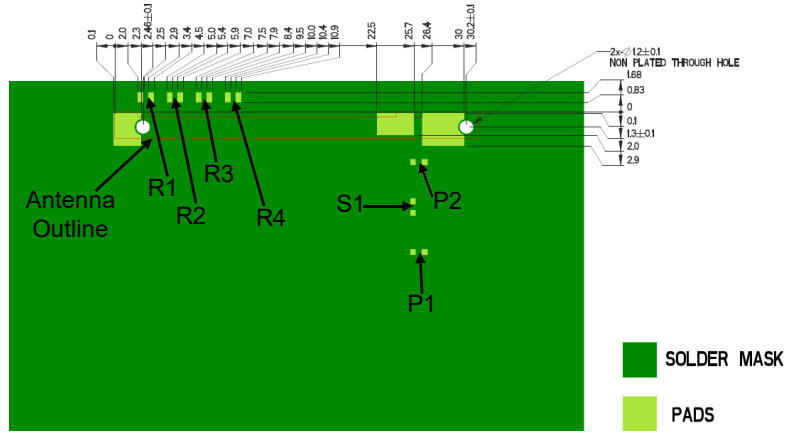 0.1
0
2.0
2.3
2.46±0.1
2.5
2.9
3.4
4.5
5.0
5.4
5.9
7.0
7.5
7.9
8.4
9.5
10.0
10.4
10.9
22.5
25.7
26.4
30
30.2±0.1
2x-∅1.2±0.1
NON PLATED THROUGH HOLE
1.68
0.83
0
0.1
1.3±0.1
2.0
2.9
Antenna
Outline
R1
R2
R3
R4
S1
P2
P1
SOLDER MASK
PADS